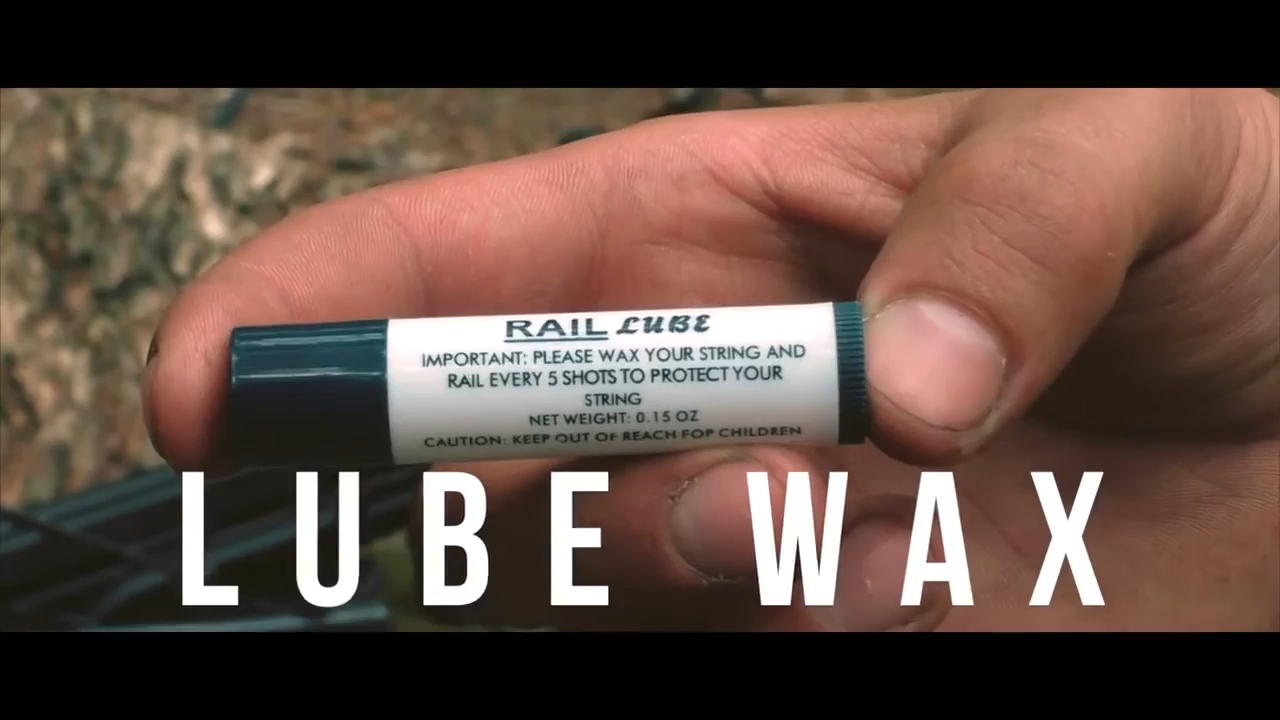 RAIL LUBE
IMPORTANT: PLEASE WAX YOUR STRING AND
RAIL EVERY 5 SHOTS TO PROTECT YOUR
STRING
NET WEIGHT: 0.15 OZ
CAUTION: KEEP OUT OF REACH FOP CHILDREN
LUBE WAX